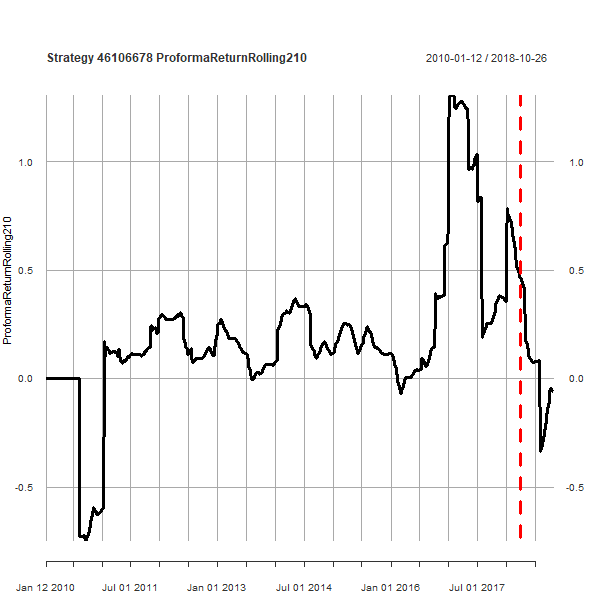 Strategy 46106678 ProformaReturnRolling210
2010-01-12 / 2018-10-26
ProformaReturnRolling210
1.0 1.0
0.5 0.5
0.0 0.0
-0.5 -0.5
Jan 12 2010 Jul 01 2011 Jan 01 2013 Jul 01 2014 Jan 01 2016 Jul 01 2017